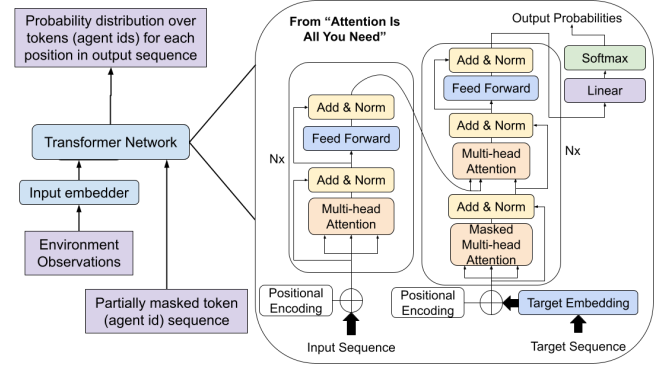 Probability distribution over
tokens (agent ids) for each
position in output sequence
Transformer Network
Input embedder
Environment
Observations
Partially masked token
(agent id) sequence
From “Attention Is
All You Need”
Nx
Add & Norm
Feed Forward
Add & Norm
Multi-head
Attention
Positional
Encoding
Input Sequence
Output Probabilities
Softmax
Linear
Nx
Add & Norm
Feed Forward
Add & Norm
Multi-head
Attention
Add & Norm
Masked
Multi-head
Attention
Positional
Encoding
Target Embedding
Target Sequence